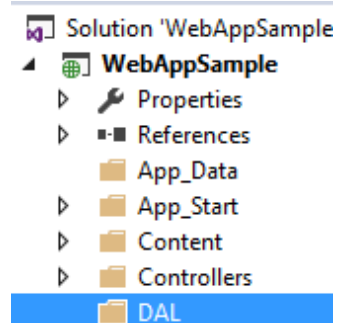 Solution 'WebAppSample
WebAppSample
Properties
References
App_Data
App_Start
Content
Controllers
DAL